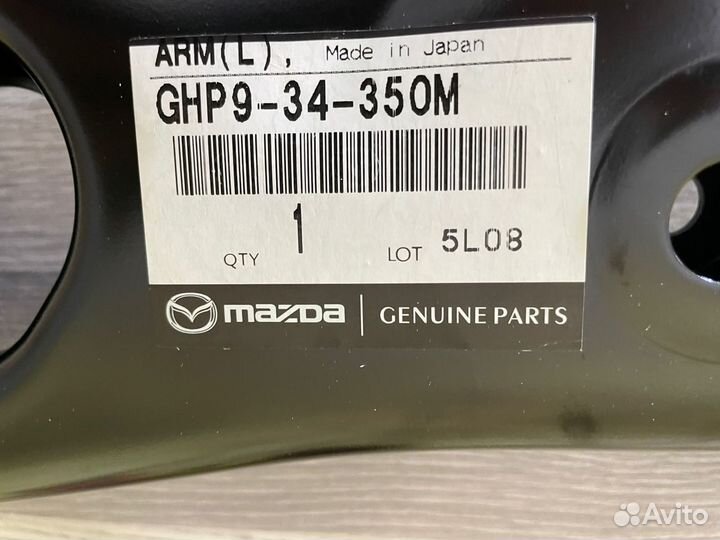 ARM(L), Made in Japan
GHP9-34-350M
QTY 1 LOT 5L08
mazda GENUINE PARTS
Avito